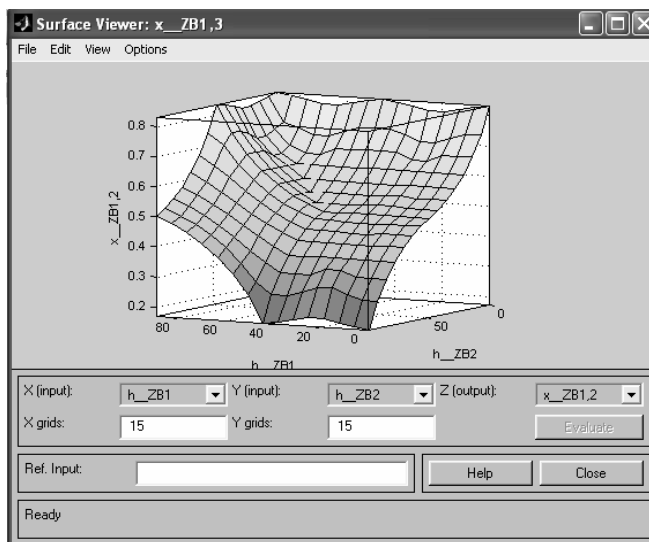 Surface Viewer: x__ZB1,3
File Edit View Options
0.8
0.7
0.6
0.5
0.4
0.3
0.2
x__ZB1,2
80 60 40 20 0
h__ZB1
50 0
h__ZB2
X (input): h__ZB1 Y (input): h__ZB2 Z (output): x__ZB1,2
X grids: 15 Y grids: 15 Evaluate
Ref. Input: Help Close
Ready